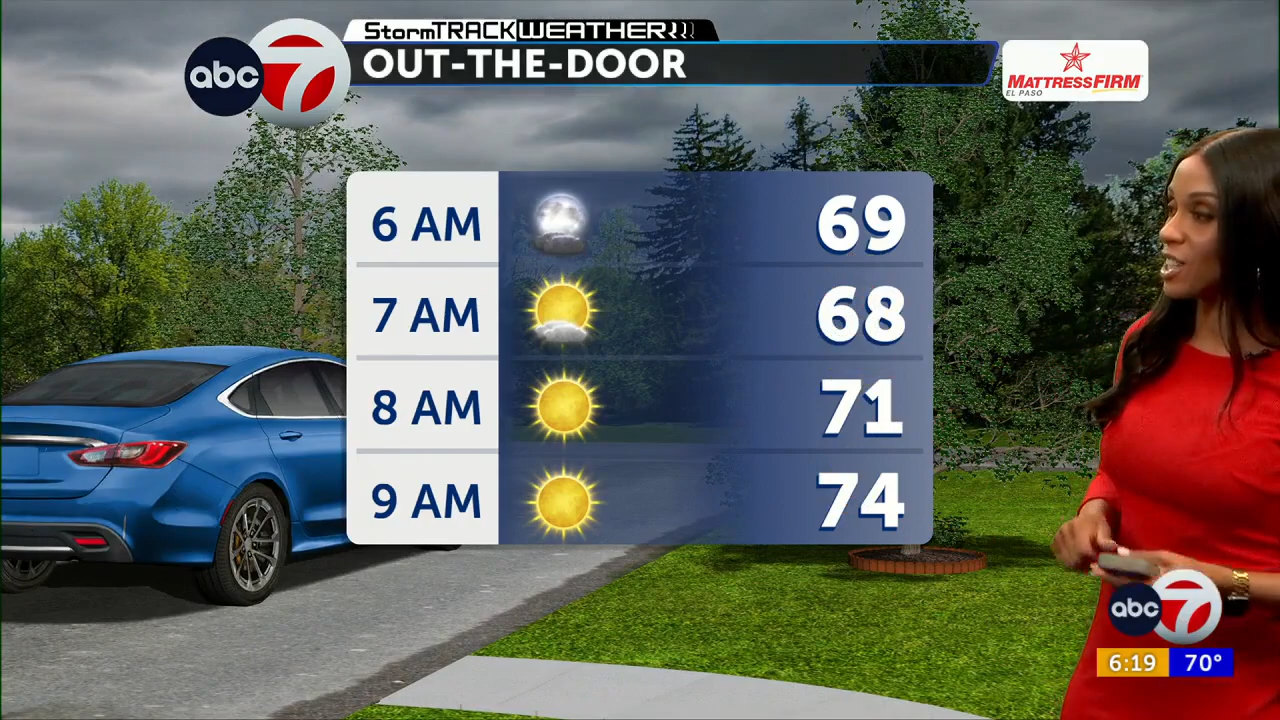 StormTRACKWEATHER
abc 7
OUT-THE-DOOR
MATTRESSFIRM
EL PASO
6 AM 69
7 AM 68
8 AM 71
9 AM 74
abc 7
6:19 70°